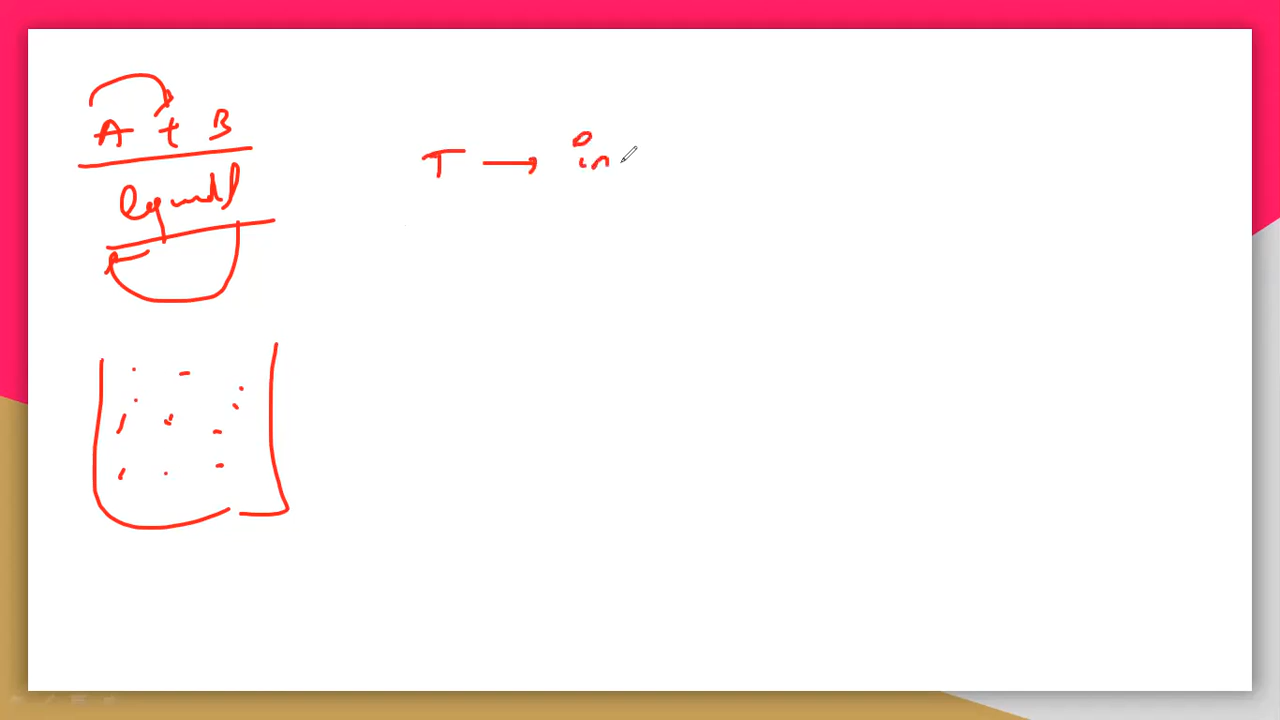 A + B
liquid
T → in